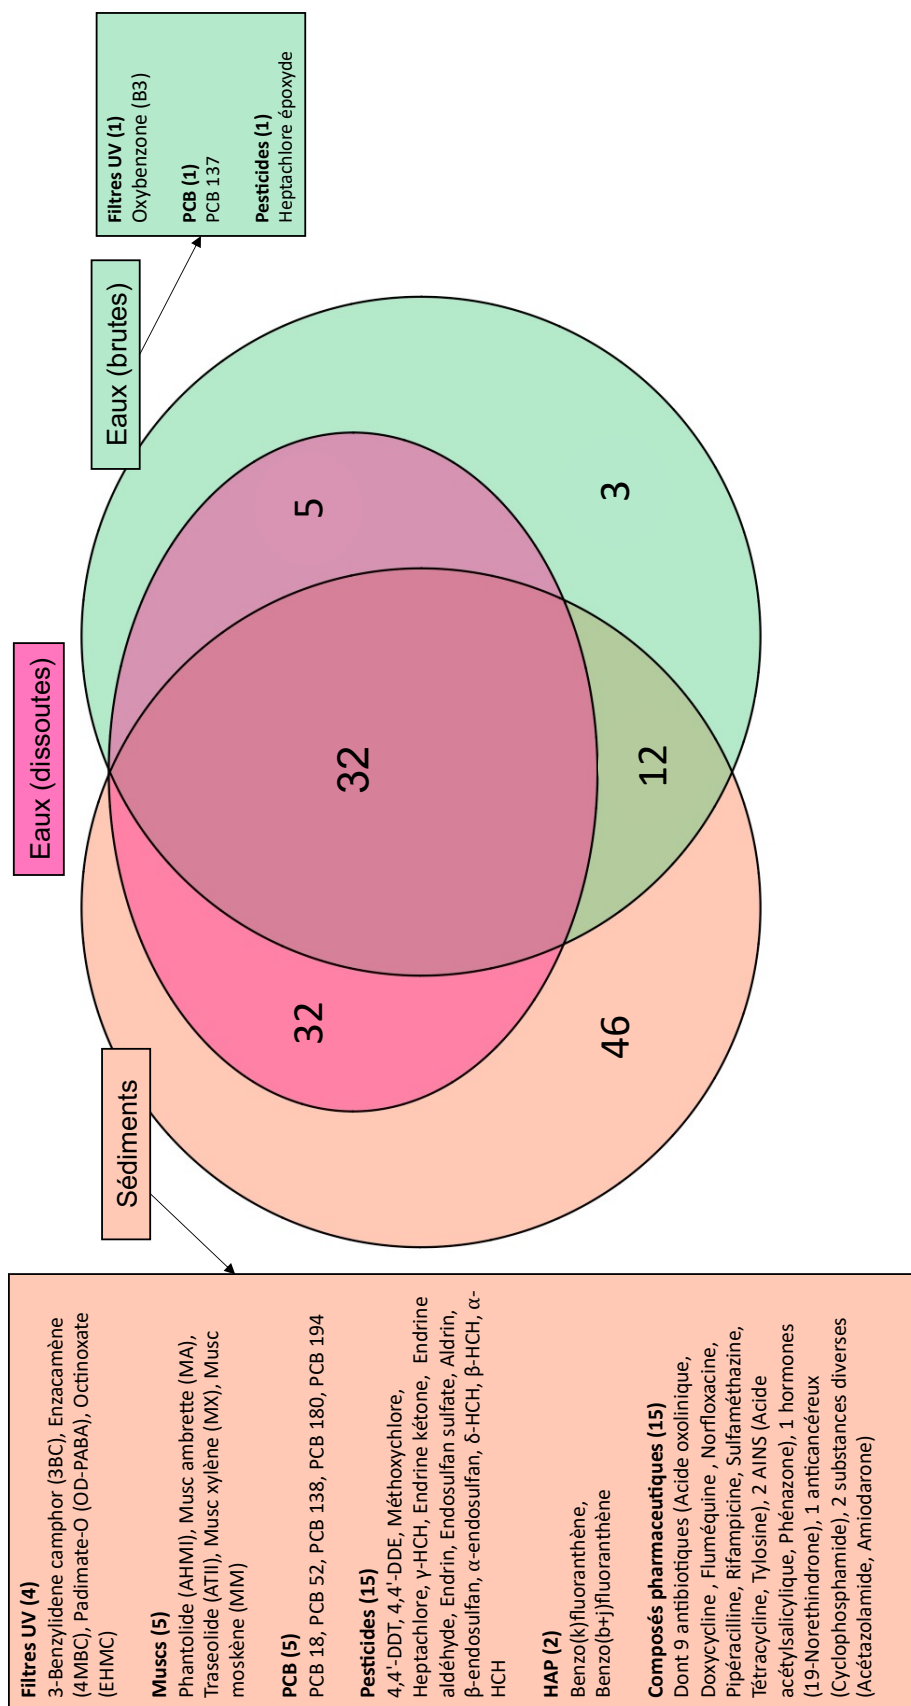 Filtres UV (4)
3-Benzylidene camphor (3BC), Enzacamène
(4MBC), Padimate-O (OD-PABA), Octinoxate
(EHMC)
Muscs (5)
Phantolide (AHMI), Musc ambrette (MA),
Traseolide (ATII), Musc xylène (MX), Musc
moskène (MM)
PCB (5)
PCB 18, PCB 52, PCB 138, PCB 180, PCB 194
Pesticides (15)
4,4'-DDT, 4,4'-DDE, Méthoxychlore,
Heptachlore, γ-HCH, Endrine kétone, Endrine
aldéhyde, Endrin, Endosulfan sulfate, Aldrin,
β-endosulfan, α-endosulfan, δ-HCH, β-HCH, α-
HCH
HAP (2)
Benzo(k)fluoranthène,
Benzo(b+j)fluoranthène
Composés pharmaceutiques (15)
Dont 9 antibiotiques (Acide oxolinique,
Doxycycline , Fluméquine , Norfloxacine,
Pipéracilline, Rifampicine, Sulfaméthazine,
Tétracycline, Tylosine), 2 AINS (Acide
acétylsalicylique, Phénazone), 1 hormones
(19-Norethindrone), 1 anticancéreux
(Cyclophosphamide), 2 substances diverses
(Acétazolamide, Amiodarone)
Sédiments
Eaux (dissoutes)
Eaux (brutes)
32
32
5
46
12
3
Filtres UV (1)
Oxybenzone (B3)
PCB (1)
PCB 137
Pesticides (1)
Heptachlore époxyde